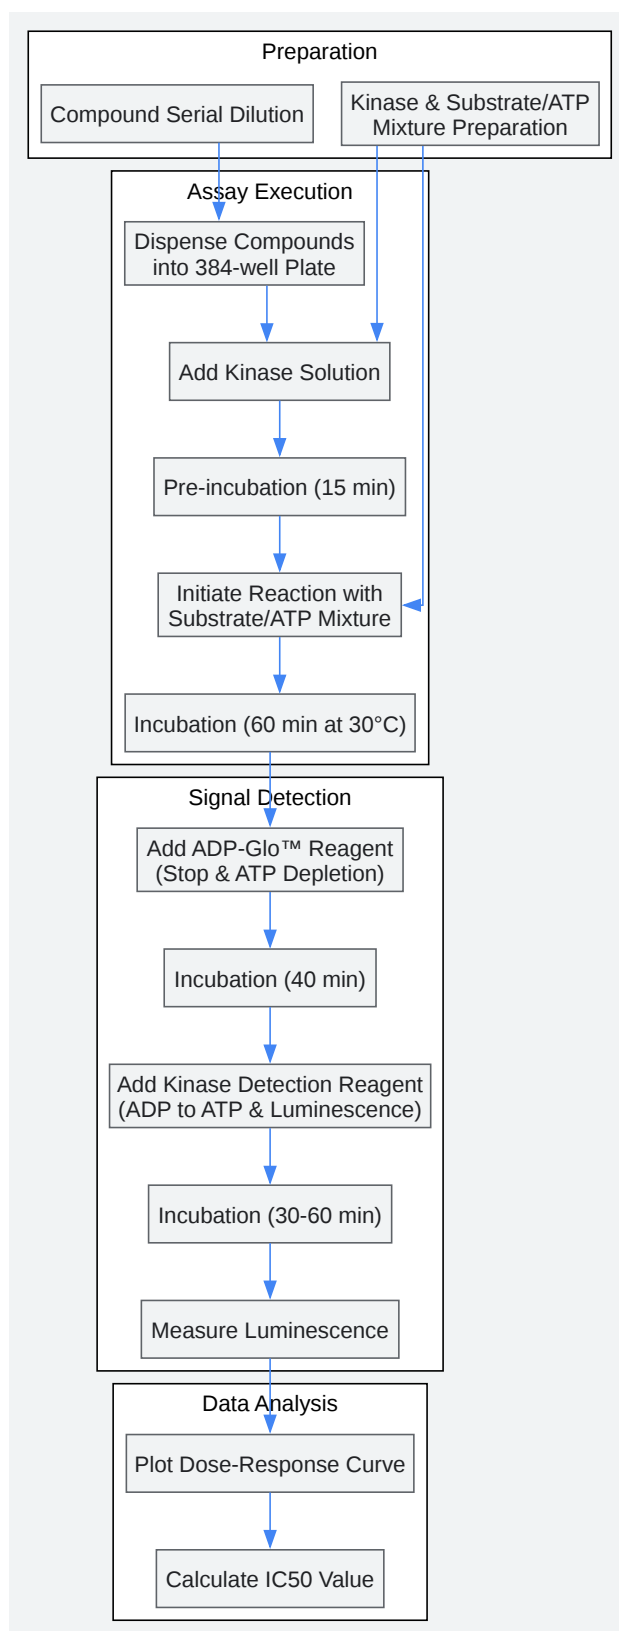 Preparation
Compound Serial Dilution
Kinase & Substrate/ATP
Mixture Preparation
Assay Execution
Dispense Compounds
into 384-well Plate
Add Kinase Solution
Pre-incubation (15 min)
Initiate Reaction with
Substrate/ATP Mixture
Incubation (60 min at 30°C)
Signal Detection
Add ADP-Glo™ Reagent
(Stop & ATP Depletion)
Incubation (40 min)
Add Kinase Detection Reagent
(ADP to ATP & Luminescence)
Incubation (30-60 min)
Measure Luminescence
Data Analysis
Plot Dose-Response Curve
Calculate IC50 Value